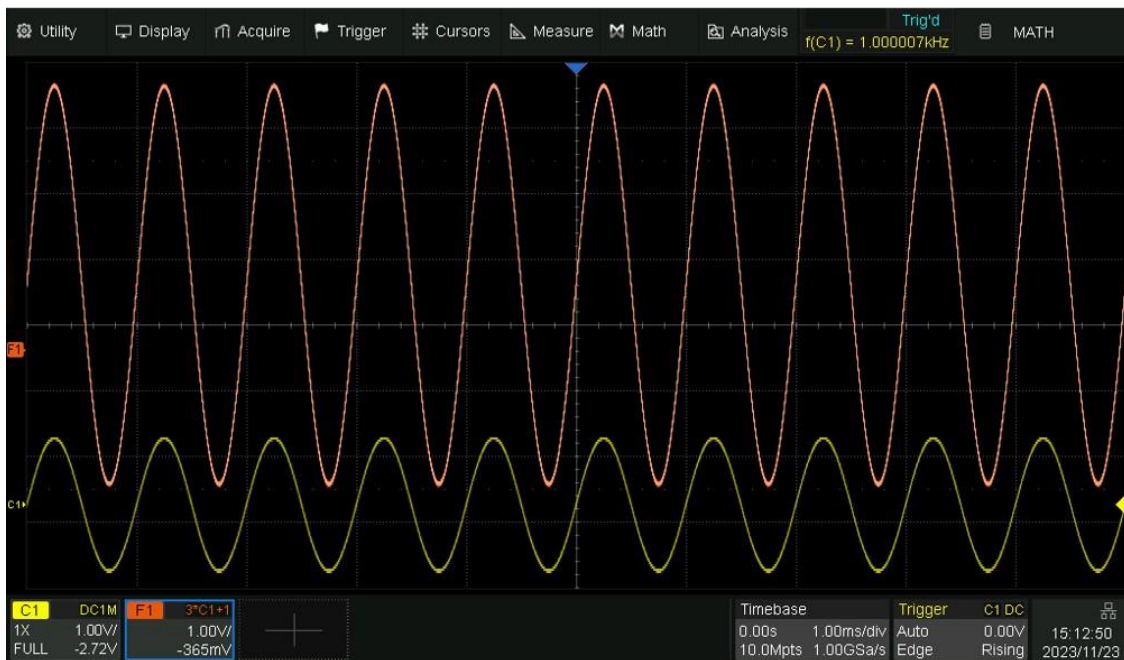 Utility Display Acquire Trigger Cursors Measure Math Analysis Trig'd MATH
f(C1) = 1.000007kHz
F1
C1
C1 DC1M F1 3*C1+1 Timebase Trigger C1 DC
1X 1.00V/ 1.00V/ 0.00s 1.00ms/div Auto 0.00V 15:12:50
FULL -2.72V -365mV 10.0Mpts 1.00GSa/s Edge Rising 2023/11/23